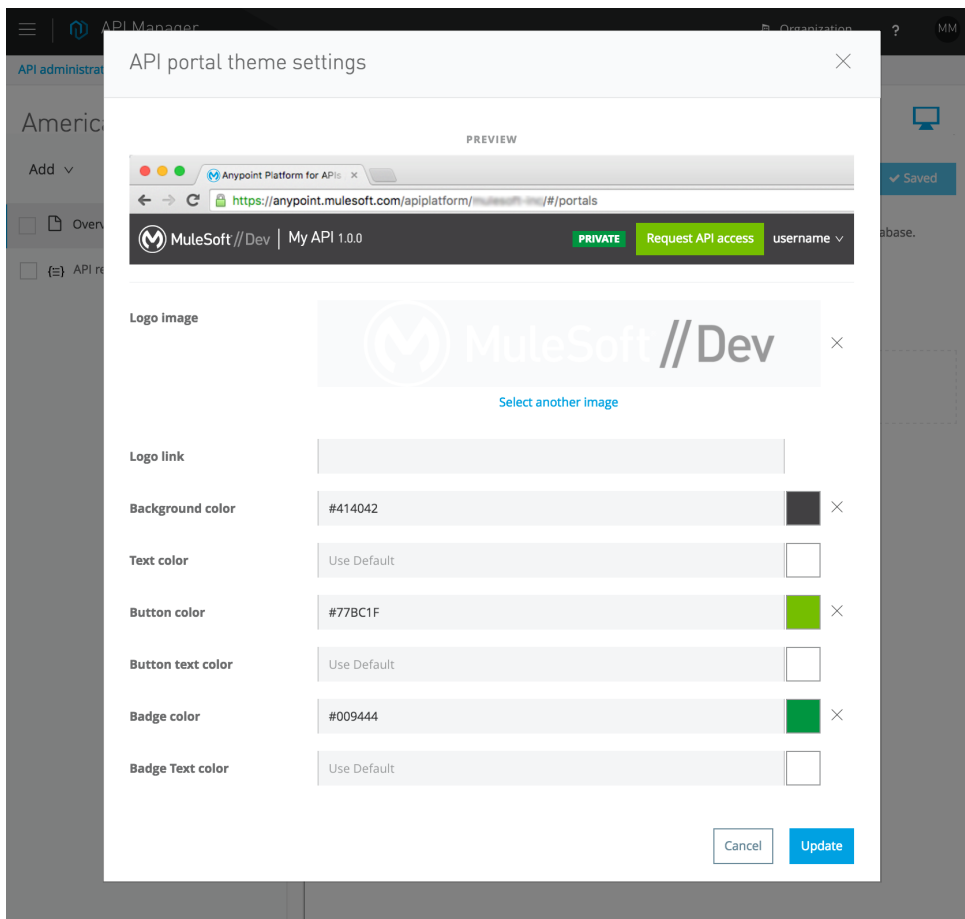 API Manager
Organization
?
MM
API administrat
API portal theme settings
Americ
PREVIEW
Add
Saved
Anypoint Platform for APIs
https://anypoint.mulesoft.com/apiplatform/
/#/portals
Overv
MuleSoft//Dev | My API 1.0.0
PRIVATE
Request API access
username
abase.
{≡} API re
Logo image
MuleSoft //Dev
Select another image
Logo link
Background color
#414042
Text color
Use Default
Button color
#77BC1F
Button text color
Use Default
Badge color
#009444
Badge Text color
Use Default
Cancel
Update